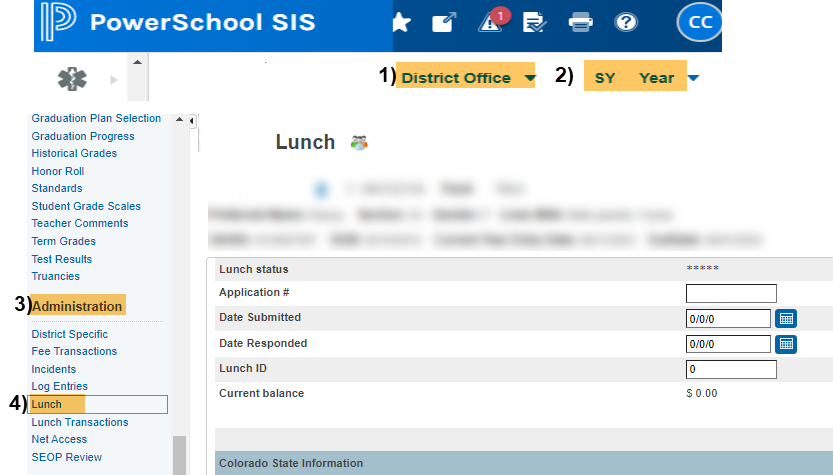 PowerSchool SIS
1
CC
1) District Office 2) SY Year
Graduation Plan Selection
Graduation Progress
Historical Grades
Honor Roll
Standards
Student Grade Scales
Teacher Comments
Term Grades
Test Results
Truancies
3) Administration
District Specific
Fee Transactions
Incidents
Log Entries
4) Lunch
Lunch Transactions
Net Access
SEOP Review
Lunch
Lunch status *****
Application #
Date Submitted 0/0/0
Date Responded 0/0/0
Lunch ID 0
Current balance $ 0.00
Colorado State Information